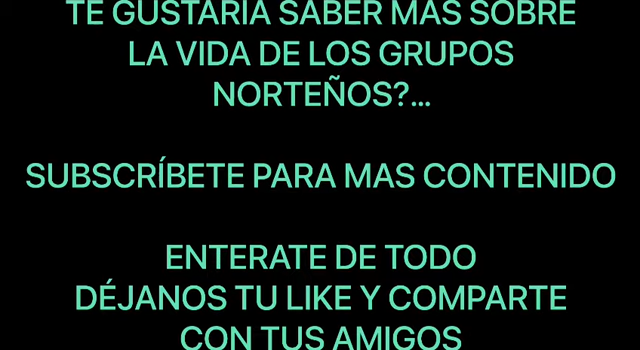 TE GUSTARIA SABER MAS SOBRE
LA VIDA DE LOS GRUPOS
NORTEÑOS?...
SUBSCRÍBETE PARA MAS CONTENIDO
ENTERATE DE TODO
DÉJANOS TU LIKE Y COMPARTE
CON TUS AMIGOS